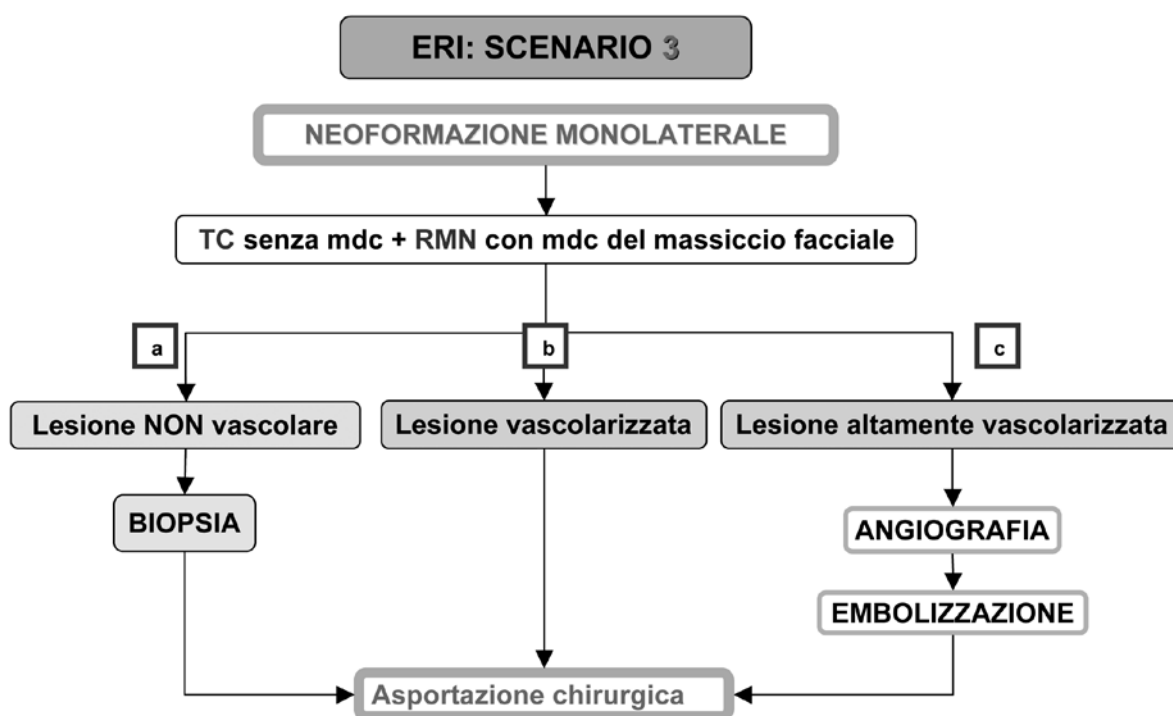 ERI: SCENARIO 3
NEOFORMAZIONE MONOLATERALE
TC senza mdc + RMN con mdc del massiccio facciale
a
b
c
Lesione NON vascolare
Lesione vascolarizzata
Lesione altamente vascolarizzata
BIOPSIA
ANGIOGRAFIA
EMBOLIZZAZIONE
Asportazione chirurgica